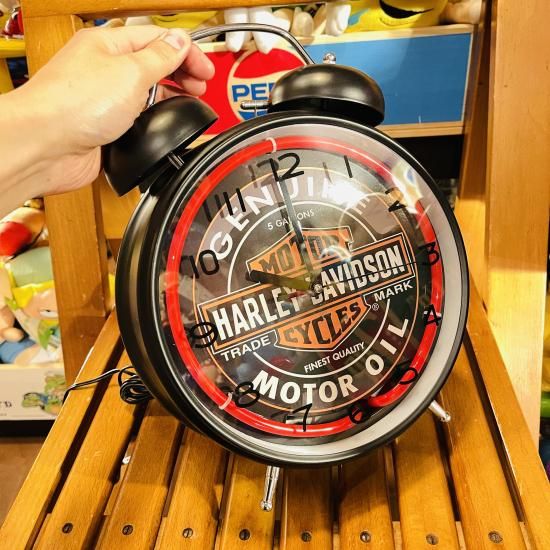 PEP
12
1
2
3
4
5
6
7
8
9
10
11
GENUINE
5 GALLONS
MOTOR
HARLEY-DAVIDSON
®
CYCLES
TRADE MARK
FINEST QUALITY
MOTOR OIL